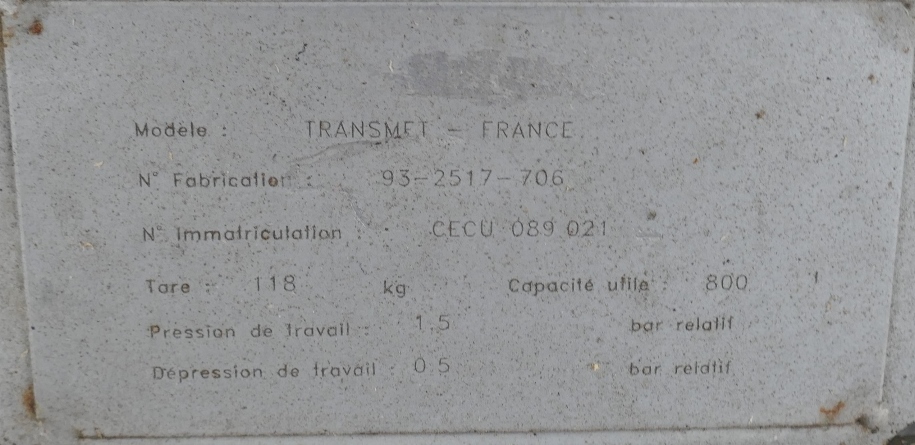 Modèle : TRANSMET - FRANCE
N° Fabrication : 93-2517-706
N° Immatriculation : CECU 089 021
Tare : 118 kg Capacité utile : 800 l
Pression de travail : 1,5 bar relatif
Dépression de travail : 0.5 bar relatif